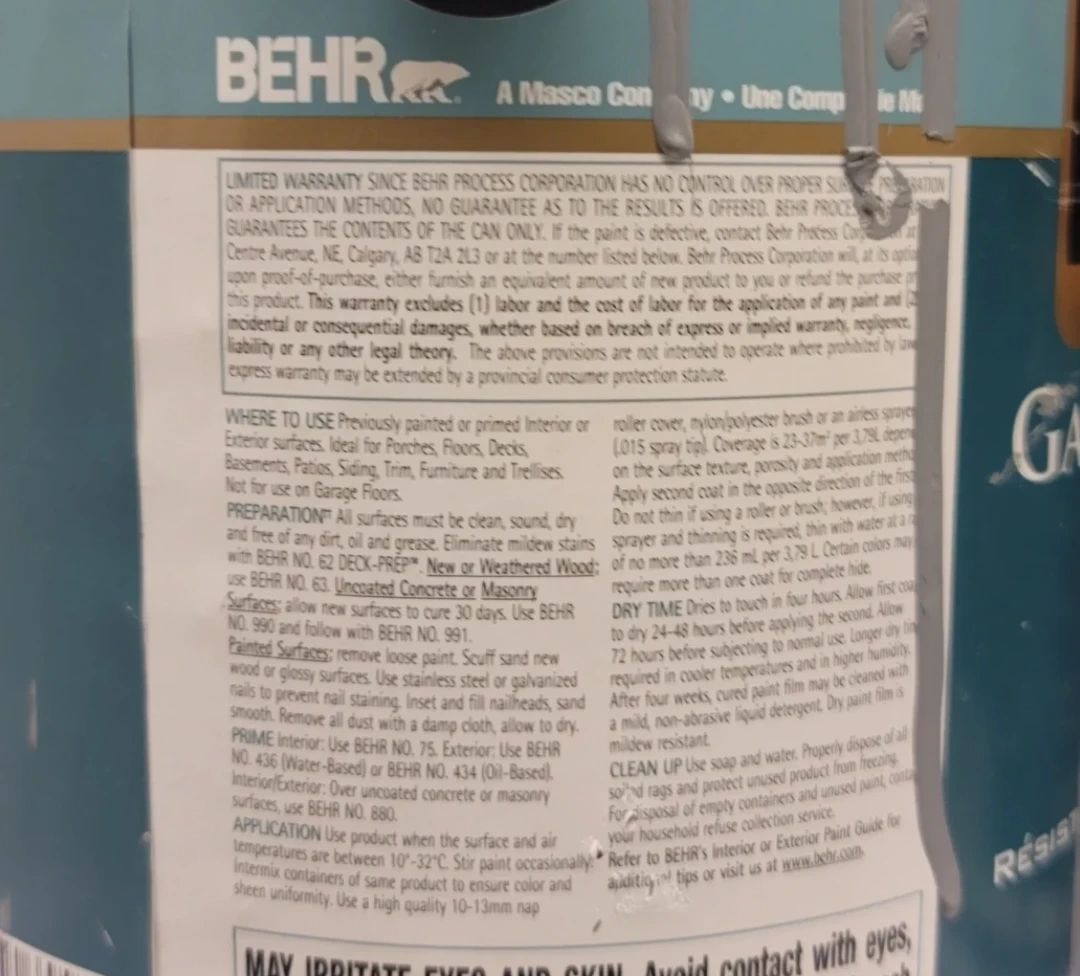 BEHR
A Masco Con ny • Une Comp ie
LIMITED WARRANTY SINCE BEHR PROCESS CORPORATION HAS NO CONTROL OVER PROPER
OR APPLICATION METHODS, NO GUARANTEE AS TO THE RESULTS IS OFFERED. BEHR
GUARANTEES THE CONTENTS OF THE CAN ONLY. If the paint is defective, contact Behr Process
Centre Avenue, NE, Calgary, AB T2A 2L3 or at the number listed below. Behr Process Corporation will, at its
upon proof-of-purchase, either furnish an equivalent amount of new product to you or refund the purchase
this product. This warranty excludes (1) labor and the cost of labor for the application of any paint and
incidental or consequential damages, whether based on breach of express or implied warranty, negligence,
liability or any other legal theory. The above provisions are not intended to operate where prohibited by
express warranty may be extended by a provincial consumer protection statute.
WHERE TO USE Previously painted or primed Interior or
Exterior surfaces. Ideal for Porches, Floors, Decks,
Basements, Patios, Siding, Trim, Furniture and Trellises.
Not for use on Garage Floors.
PREPARATION All surfaces must be clean, sound, dry
and free of any dirt, oil and grease. Eliminate mildew stains
with BEHR NO. 62 DECK-PREP™. New or Weathered Wood:
use BEHR NO. 63. Uncoated Concrete or Masonry
Surfaces: allow new surfaces to cure 30 days. Use BEHR
NO. 990 and follow with BEHR NO. 991.
Painted Surfaces: remove loose paint. Scuff sand new
wood or glossy surfaces. Use stainless steel or galvanized
nails to prevent nail staining. Inset and fill nailheads, sand
smooth. Remove all dust with a damp cloth, allow to dry.
PRIME Interior: Use BEHR NO. 75. Exterior: Use BEHR
NO. 436 (Water-Based) or BEHR NO. 434 (Oil-Based).
Interior/Exterior: Over uncoated concrete or masonry
surfaces, use BEHR NO. 880.
APPLICATION Use product when the surface and air
temperatures are between 10°-32°C. Stir paint occasionally.
Intermix containers of same product to ensure color and
sheen uniformity. Use a high quality 10-13mm nap
roller cover, nylon/polyester brush or an airless
(.015 spray tip). Coverage is 23-37m² per 3,79L
on the surface texture, porosity and application
Apply second coat in the opposite direction of the first
Do not thin if using a roller or brush; however, if using
sprayer and thinning is required, thin with water at a
of no more than 236 mL per 3,79 L. Certain colors may
require more than one coat for complete hide.
DRY TIME Dries to touch in four hours. Allow first
to dry 24-48 hours before applying the second. Allow
72 hours before subjecting to normal use. Longer dry
required in cooler temperatures and in higher humidity.
After four weeks, cured paint film may be cleaned with
a mild, non-abrasive liquid detergent. Dry paint film is
mildew resistant.
CLEAN UP Use soap and water. Properly dispose of all
soiled rags and protect unused product from freezing.
For disposal of empty containers and unused paint,
your household refuse collection service.
Refer to BEHR's Interior or Exterior Paint Guide for
additional tips or visit us at www.behr.com.
MAY IRRITATE EYES AND SKIN. Avoid contact with eyes,
GA
RÉSIST